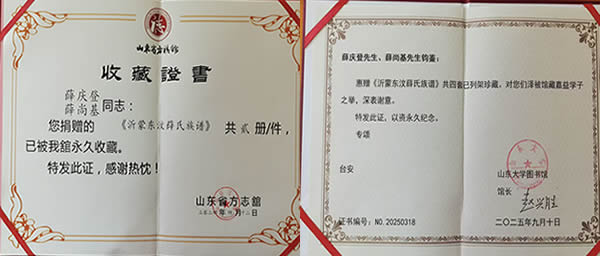 山东省方志馆
收藏證書
薛庆登
薛尚基 同志：
您捐赠的《沂蒙东汶薛氏族谱》共贰册/件，
已被我舘永久收藏。
特发此证，感谢热忱！
山东省方志舘
薛庆登先生、薛尚基先生钧鉴：
惠赠《沂蒙东汶薛氏族谱》共四套已列架珍藏。对您们泽被馆藏嘉益学子
之举，深表谢意。
特发此证，以资永久纪念。
专颂
台安
山东大学图书馆
馆长
赵兴胜
证书编号：NO.20250318
二〇二五年九月十日